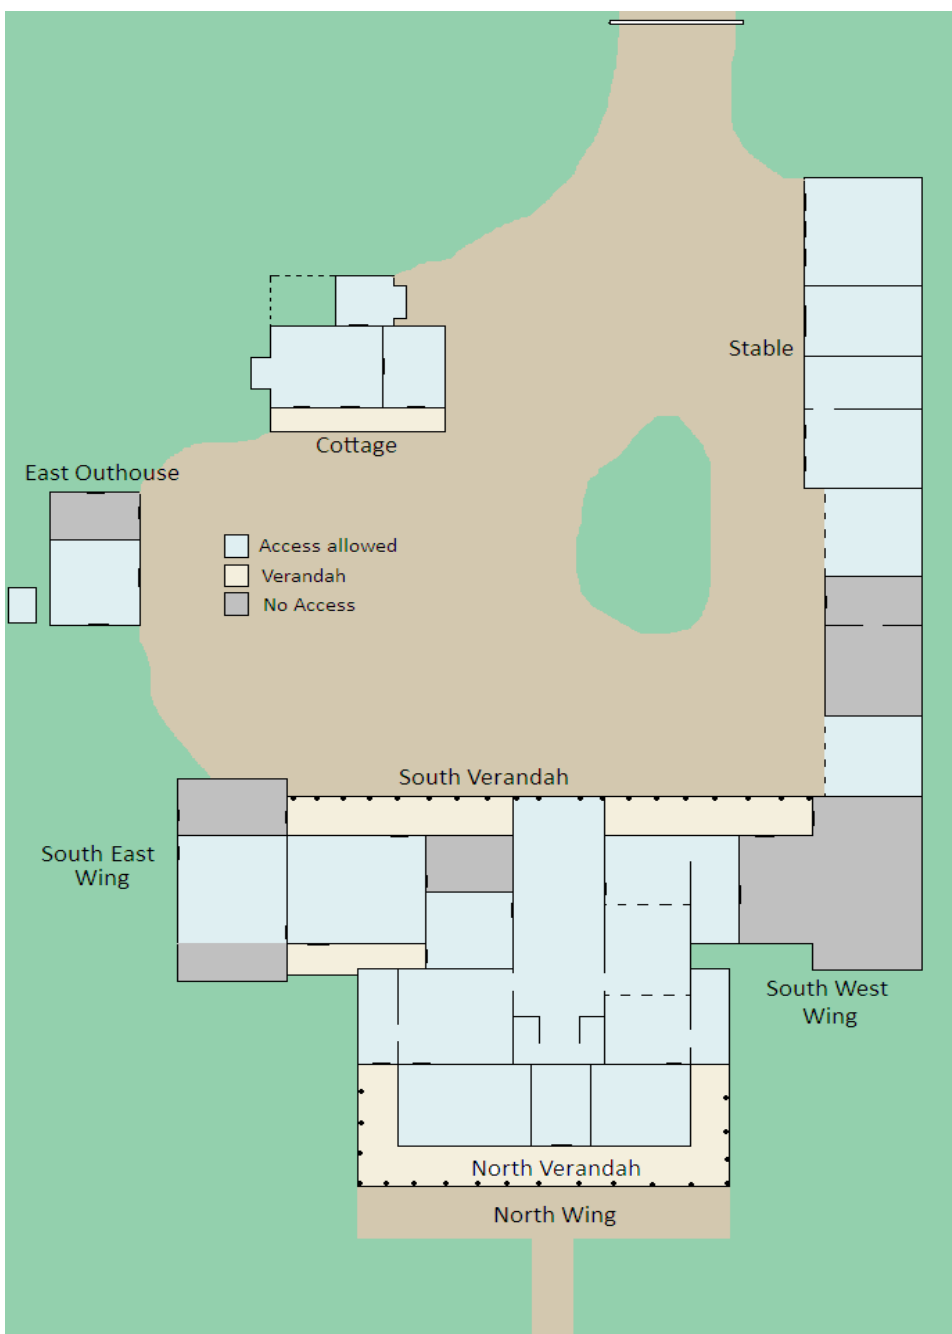 Stable
Cottage
East Outhouse
Access allowed
Verandah
No Access
South Verandah
South East
Wing
South West
Wing
North Verandah
North Wing